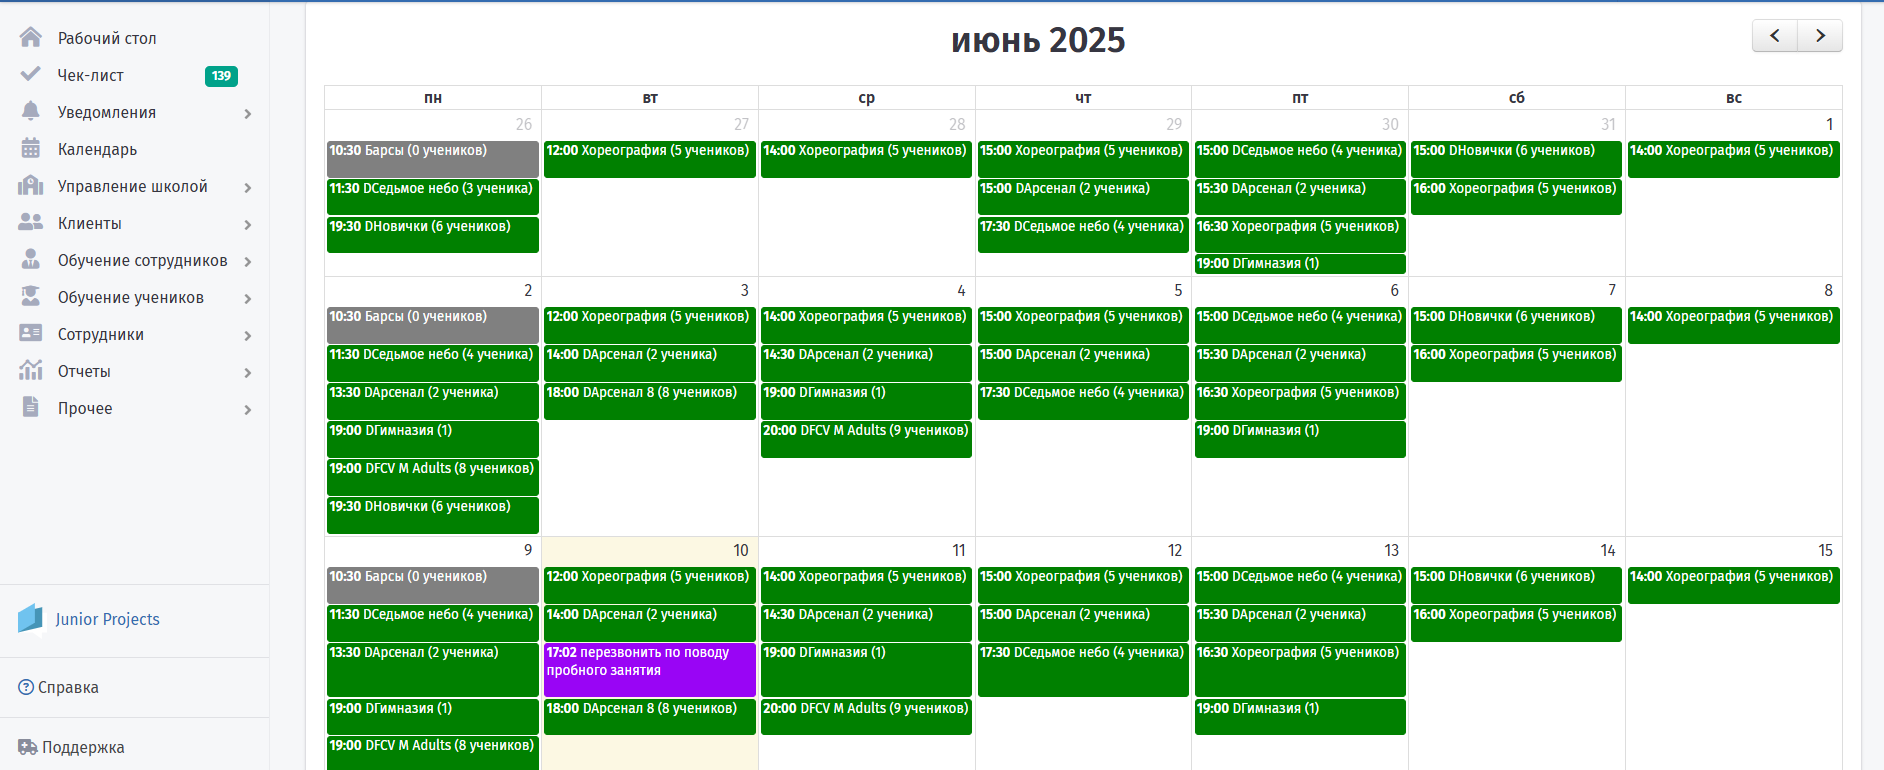 Рабочий стол
Чек-лист 139
Уведомления
Календарь
Управление школой
Клиенты
Обучение сотрудников
Обучение учеников
Сотрудники
Отчеты
Прочее
Junior Projects
Справка
Поддержка
июнь 2025
пн вт ср чт пт сб вс
26
10:30 Барсы (0 учеников)
11:30 DСедьмое небо (3 ученика)
19:30 DНовички (6 учеников)
27
12:00 Хореография (5 учеников)
28
14:00 Хореография (5 учеников)
29
15:00 Хореография (5 учеников)
15:00 DАрсенал (2 ученика)
17:30 DСедьмое небо (4 ученика)
30
15:00 DСедьмое небо (4 ученика)
15:30 DАрсенал (2 ученика)
16:30 Хореография (5 учеников)
19:00 DГимназия (1)
31
15:00 DНовички (6 учеников)
16:00 Хореография (5 учеников)
1
14:00 Хореография (5 учеников)
2
10:30 Барсы (0 учеников)
11:30 DСедьмое небо (4 ученика)
13:30 DАрсенал (2 ученика)
19:00 DГимназия (1)
19:00 DFCV M Adults (8 учеников)
19:30 DНовички (6 учеников)
3
12:00 Хореография (5 учеников)
14:00 DАрсенал (2 ученика)
18:00 DАрсенал 8 (8 учеников)
4
14:00 Хореография (5 учеников)
14:30 DАрсенал (2 ученика)
19:00 DГимназия (1)
20:00 DFCV M Adults (9 учеников)
5
15:00 Хореография (5 учеников)
15:00 DАрсенал (2 ученика)
17:30 DСедьмое небо (4 ученика)
6
15:00 DСедьмое небо (4 ученика)
15:30 DАрсенал (2 ученика)
16:30 Хореография (5 учеников)
19:00 DГимназия (1)
7
15:00 DНовички (6 учеников)
16:00 Хореография (5 учеников)
8
14:00 Хореография (5 учеников)
9
10:30 Барсы (0 учеников)
11:30 DСедьмое небо (4 ученика)
13:30 DАрсенал (2 ученика)
19:00 DГимназия (1)
19:00 DFCV M Adults (8 учеников)
10
12:00 Хореография (5 учеников)
14:00 DАрсенал (2 ученика)
17:02 перезвонить по поводу
пробного занятия
18:00 DАрсенал 8 (8 учеников)
11
14:00 Хореография (5 учеников)
14:30 DАрсенал (2 ученика)
19:00 DГимназия (1)
20:00 DFCV M Adults (9 учеников)
12
15:00 Хореография (5 учеников)
15:00 DАрсенал (2 ученика)
17:30 DСедьмое небо (4 ученика)
13
15:00 DСедьмое небо (4 ученика)
15:30 DАрсенал (2 ученика)
16:30 Хореография (5 учеников)
19:00 DГимназия (1)
14
15:00 DНовички (6 учеников)
16:00 Хореография (5 учеников)
15
14:00 Хореография (5 учеников)